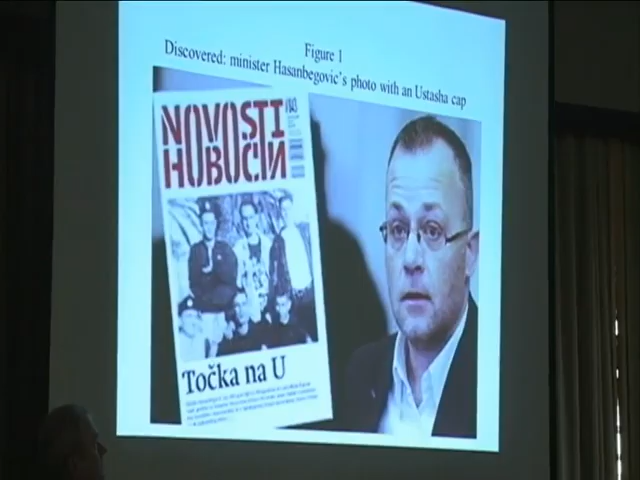 Figure 1
Discovered: minister Hasanbegovic's photo with an Ustasha cap
NOVOSTI
НОВОСТИ
Točka na U